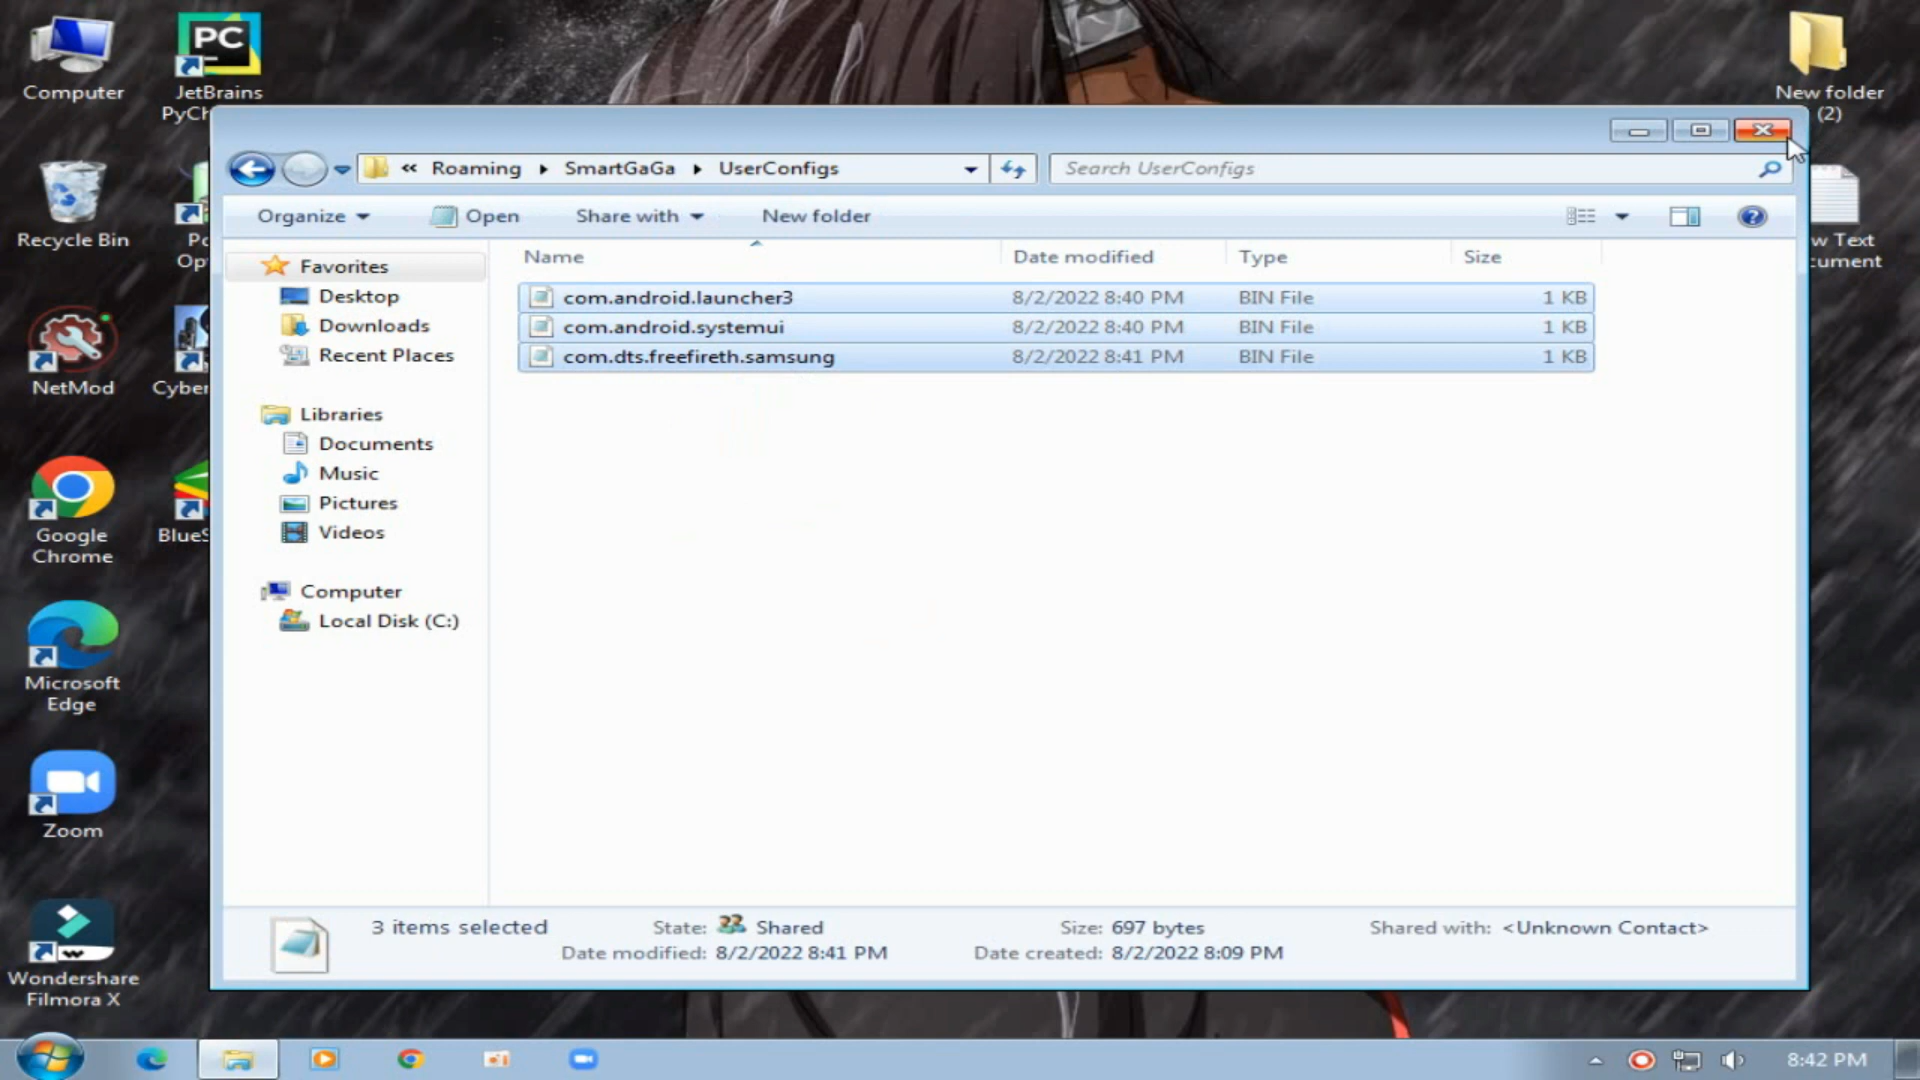 Computer
PC
JetBrains
PyCh
New folder
(2)
« Roaming SmartGaGa UserConfigs
Search UserConfigs
Organize Open Share with New folder
Recycle Bin
Favorites
Desktop
Downloads
Recent Places
Libraries
Documents
Music
Pictures
Videos
Computer
Local Disk (C:)
Name Date modified Type Size
com.android.launcher3 8/2/2022 8:40 PM BIN File 1 KB
com.android.systemui 8/2/2022 8:40 PM BIN File 1 KB
com.dts.freefireth.samsung 8/2/2022 8:41 PM BIN File 1 KB
w Text
cument
NetMod
Cyber
Google
Chrome
BlueS
Microsoft
Edge
Zoom
Wondershare
Filmora X
3 items selected State: Shared Size: 697 bytes Shared with: <Unknown Contact>
Date modified: 8/2/2022 8:41 PM Date created: 8/2/2022 8:09 PM
8:42 PM